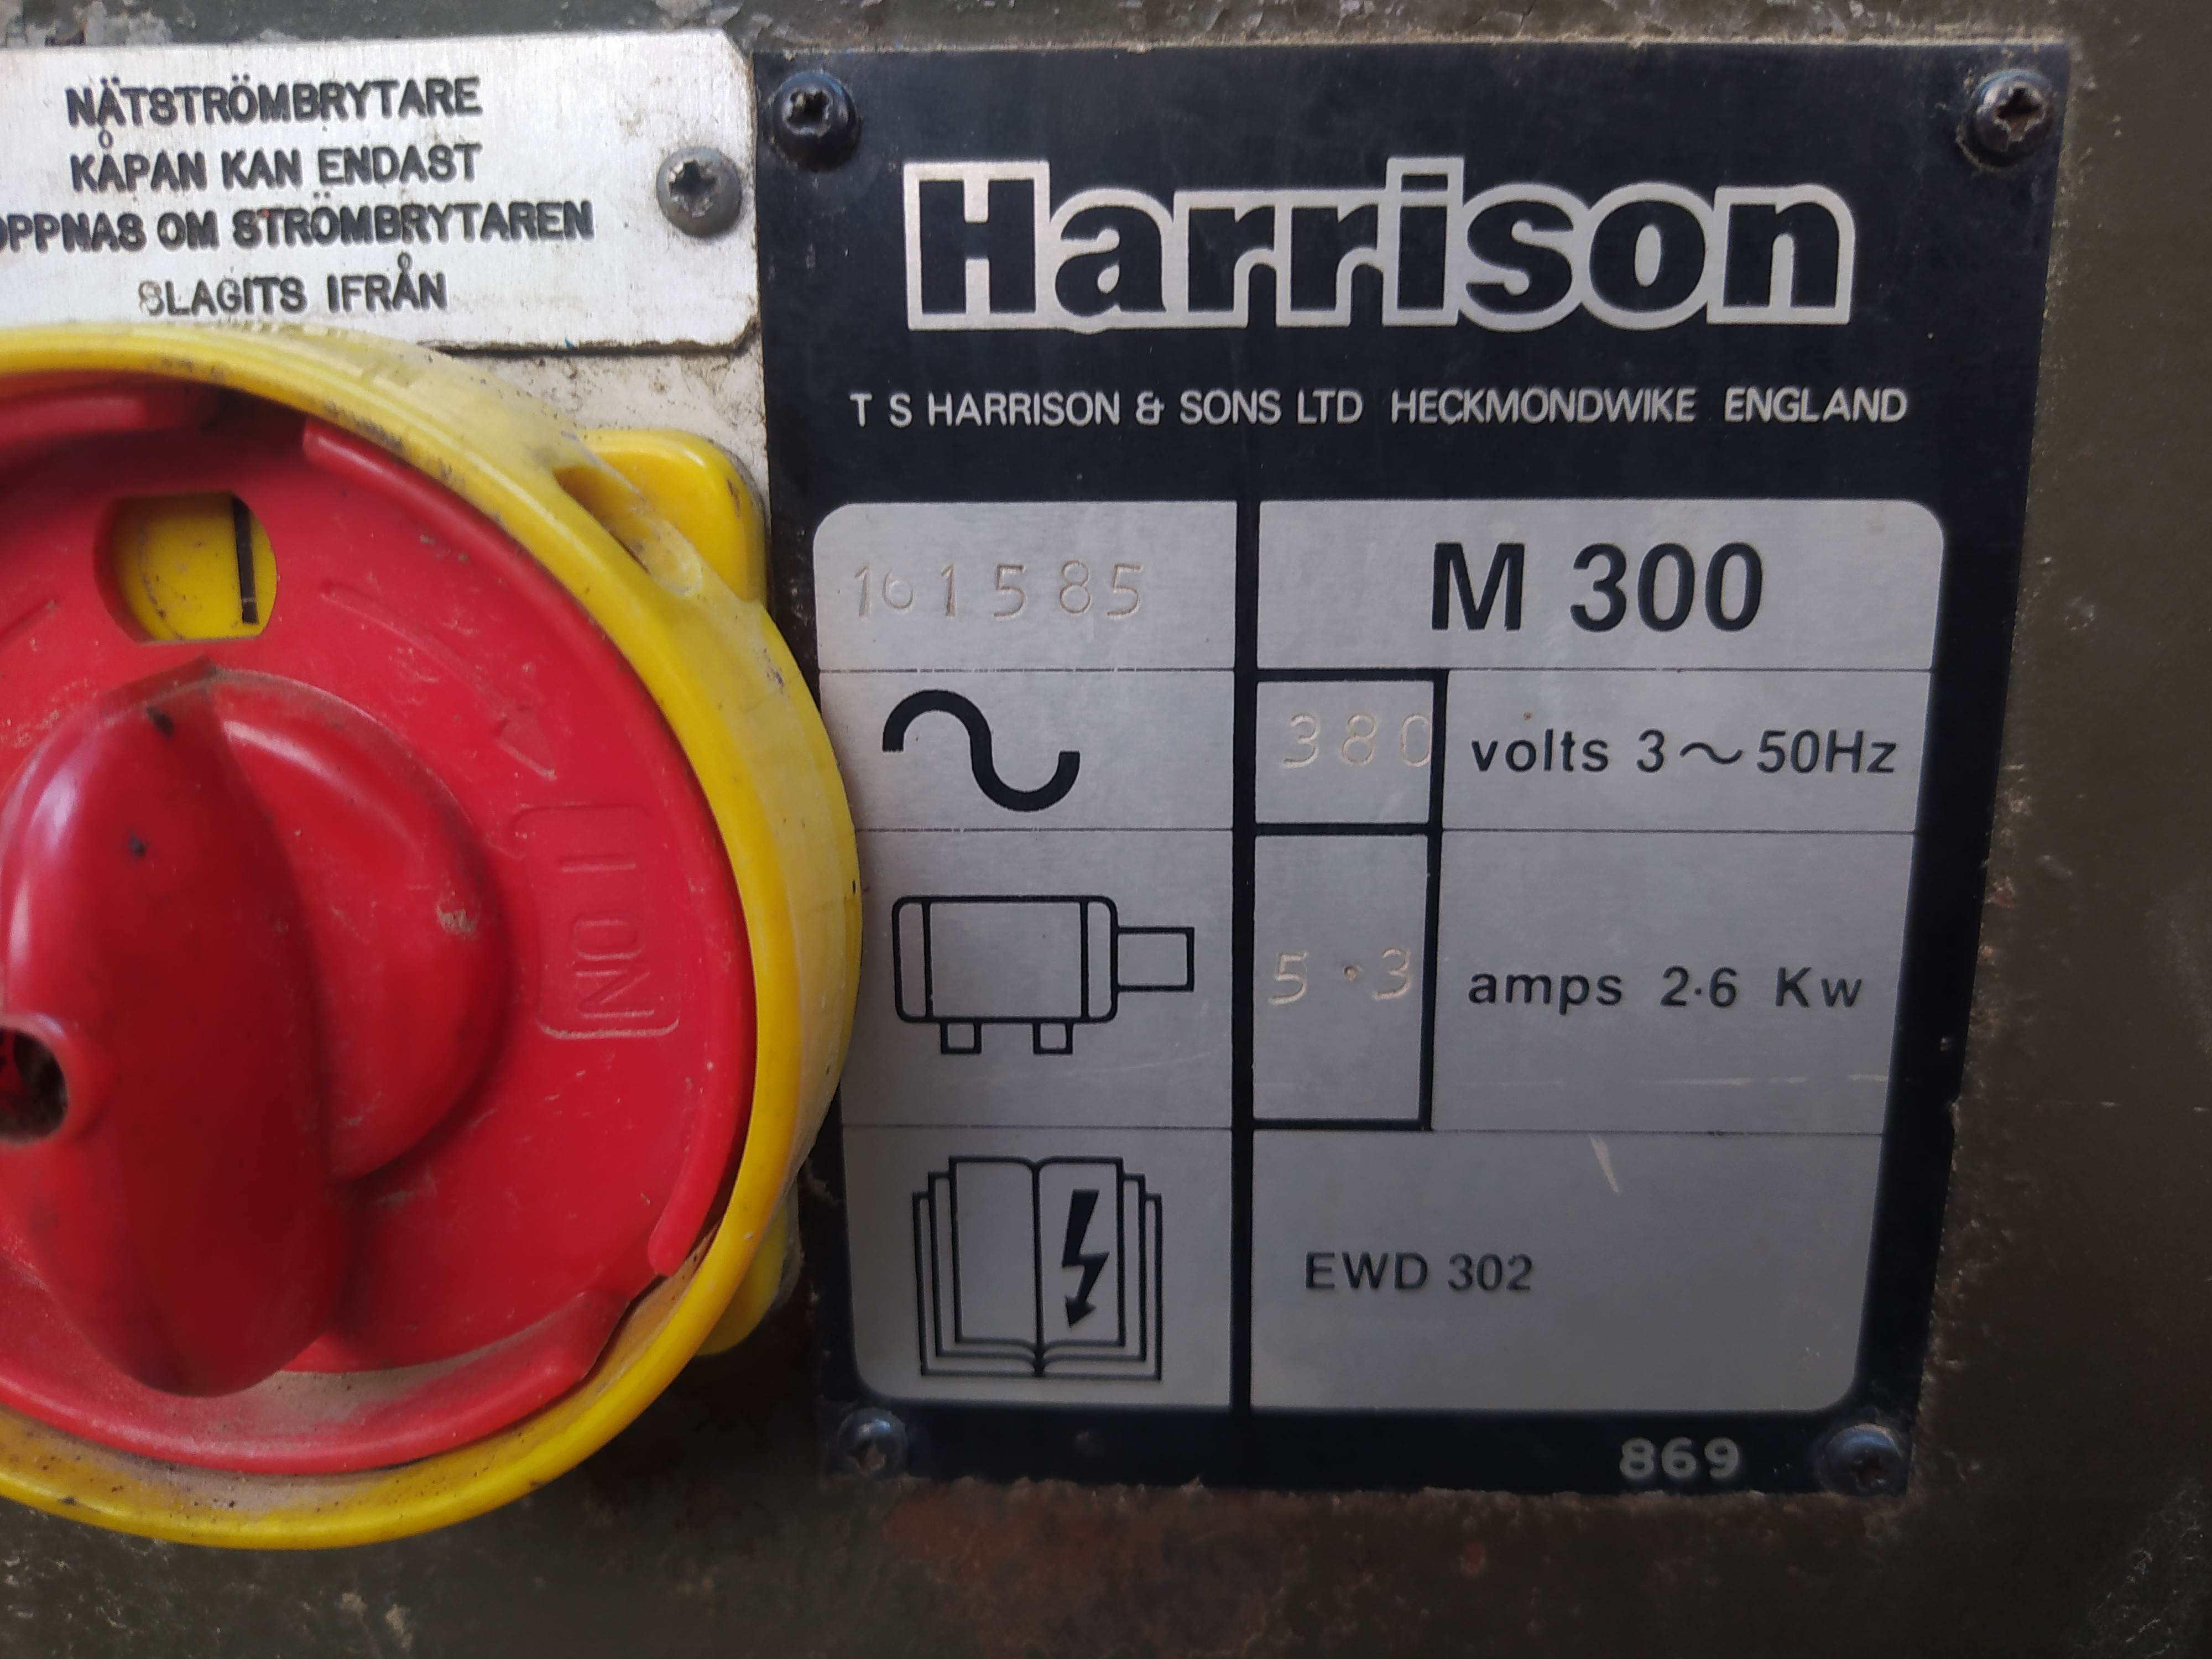 NÄTSTRÖMBRYTARE
KÅPAN KAN ENDAST
ÖPPNAS OM STRÖMBRYTAREN
SLAGITS IFRÅN
I ON
Harrison
T S HARRISON & SONS LTD HECKMONDWIKE ENGLAND
161585
M 300
380 volts 3~50Hz
5·3 amps 2·6 Kw
EWD 302
869